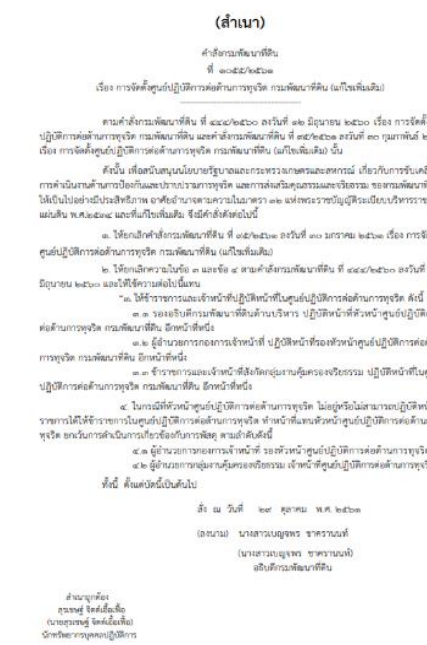 (สำเนา)
คำสั่งกรมพัฒนาที่ดิน
ที่ ๑๐๕๕/๒๕๖๑
เรื่อง การจัดตั้งศูนย์ปฏิบัติการต่อต้านการทุจริต กรมพัฒนาที่ดิน (แก้ไขเพิ่มเติม)
ตามคำสั่งกรมพัฒนาที่ดิน ที่ ๔๔๔/๒๕๖๐ ลงวันที่ ๑๒ มิถุนายน ๒๕๖๐ เรื่อง การจัดตั้
ปฏิบัติการต่อต้านการทุจริต กรมพัฒนาที่ดิน และคำสั่งกรมพัฒนาที่ดิน ที่ ๓๕/๒๕๖๑ ลงวันที่ ๓๐ กุมภาพันธ์ ๒
เรื่อง การจัดตั้งศูนย์ปฏิบัติการต่อต้านการทุจริต กรมพัฒนาที่ดิน (แก้ไขเพิ่มเติม) นั้น
ดังนั้น เพื่อสนับสนุนนโยบายรัฐบาลและกระทรวงเกษตรและสหกรณ์ เกี่ยวกับการขับเคลื่
การดำเนินงานด้านการป้องกันและปราบปรามการทุจริต และการส่งเสริมคุณธรรมและจริยธรรม ของกรมพัฒนาที่
ให้เป็นไปอย่างมีประสิทธิภาพ อาศัยอำนาจตามความในมาตรา ๓๒ แห่งพระราชบัญญัติระเบียบบริหารราช
แผ่นดิน พ.ศ.๒๕๓๔ และที่แก้ไขเพิ่มเติม จึงมีคำสั่งดังต่อไปนี้
๑. ให้ยกเลิกคำสั่งกรมพัฒนาที่ดิน ที่ ๓๕/๒๕๖๑ ลงวันที่ ๓๐ มกราคม ๒๕๖๑ เรื่อง การจั
ศูนย์ปฏิบัติการต่อต้านการทุจริต กรมพัฒนาที่ดิน (แก้ไขเพิ่มเติม)
๒. ให้ยกเลิกความในข้อ ๓ และข้อ ๔ ตามคำสั่งกรมพัฒนาที่ดิน ที่ ๔๔๔/๒๕๖๐ ลงวันที่
มิถุนายน ๒๕๖๐ และให้ใช้ความต่อไปนี้แทน
"๓. ให้ข้าราชการและเจ้าหน้าที่ปฏิบัติหน้าที่ในศูนย์ปฏิบัติการต่อต้านการทุจริต ดังนี้
๓.๑ รองอธิบดีกรมพัฒนาที่ดินด้านบริหาร ปฏิบัติหน้าที่หัวหน้าศูนย์ปฏิบัติ
ต่อต้านการทุจริต กรมพัฒนาที่ดิน อีกหน้าที่หนึ่ง
๓.๒ ผู้อำนวยการกองการเจ้าหน้าที่ ปฏิบัติหน้าที่รองหัวหน้าศูนย์ปฏิบัติการต่อต้
การทุจริต กรมพัฒนาที่ดิน อีกหน้าที่หนึ่ง
๓.๓ ข้าราชการและเจ้าหน้าที่สังกัดกลุ่มงานคุ้มครองจริยธรรม ปฏิบัติหน้าที่ในศู
ปฏิบัติการต่อต้านการทุจริต กรมพัฒนาที่ดิน อีกหน้าที่หนึ่ง
๔. ในกรณีที่หัวหน้าศูนย์ปฏิบัติการต่อต้านการทุจริต ไม่อยู่หรือไม่สามารถปฏิบัติหน้
ราชการได้ให้ข้าราชการในศูนย์ปฏิบัติการต่อต้านการทุจริต ทำหน้าที่แทนหัวหน้าศูนย์ปฏิบัติการต่อต้าน
ทุจริต ยกเว้นการดำเนินการเกี่ยวข้องกับการพัสดุ ตามลำดับดังนี้
๔.๑ ผู้อำนวยการกองการเจ้าหน้าที่ รองหัวหน้าศูนย์ปฏิบัติการต่อต้านการทุจริต
๔.๒ ผู้อำนวยการกลุ่มงานคุ้มครองจริยธรรม เจ้าหน้าที่ศูนย์ปฏิบัติการต่อต้านการทุจริ
ทั้งนี้ ตั้งแต่บัดนี้เป็นต้นไป
สั่ง ณ วันที่ ๒๙ ตุลาคม พ.ศ. ๒๕๖๑
(ลงนาม) นางสาวเบญจพร ชาครานนท์
(นางสาวเบญจพร ชาครานนท์)
อธิบดีกรมพัฒนาที่ดิน
สำเนาถูกต้อง
สุรเชษฐ์ จิตต์เอื้อเฟื้อ
(นายสุรเชษฐ์ จิตต์เอื้อเฟื้อ)
นักทรัพยากรบุคคลปฏิบัติการ